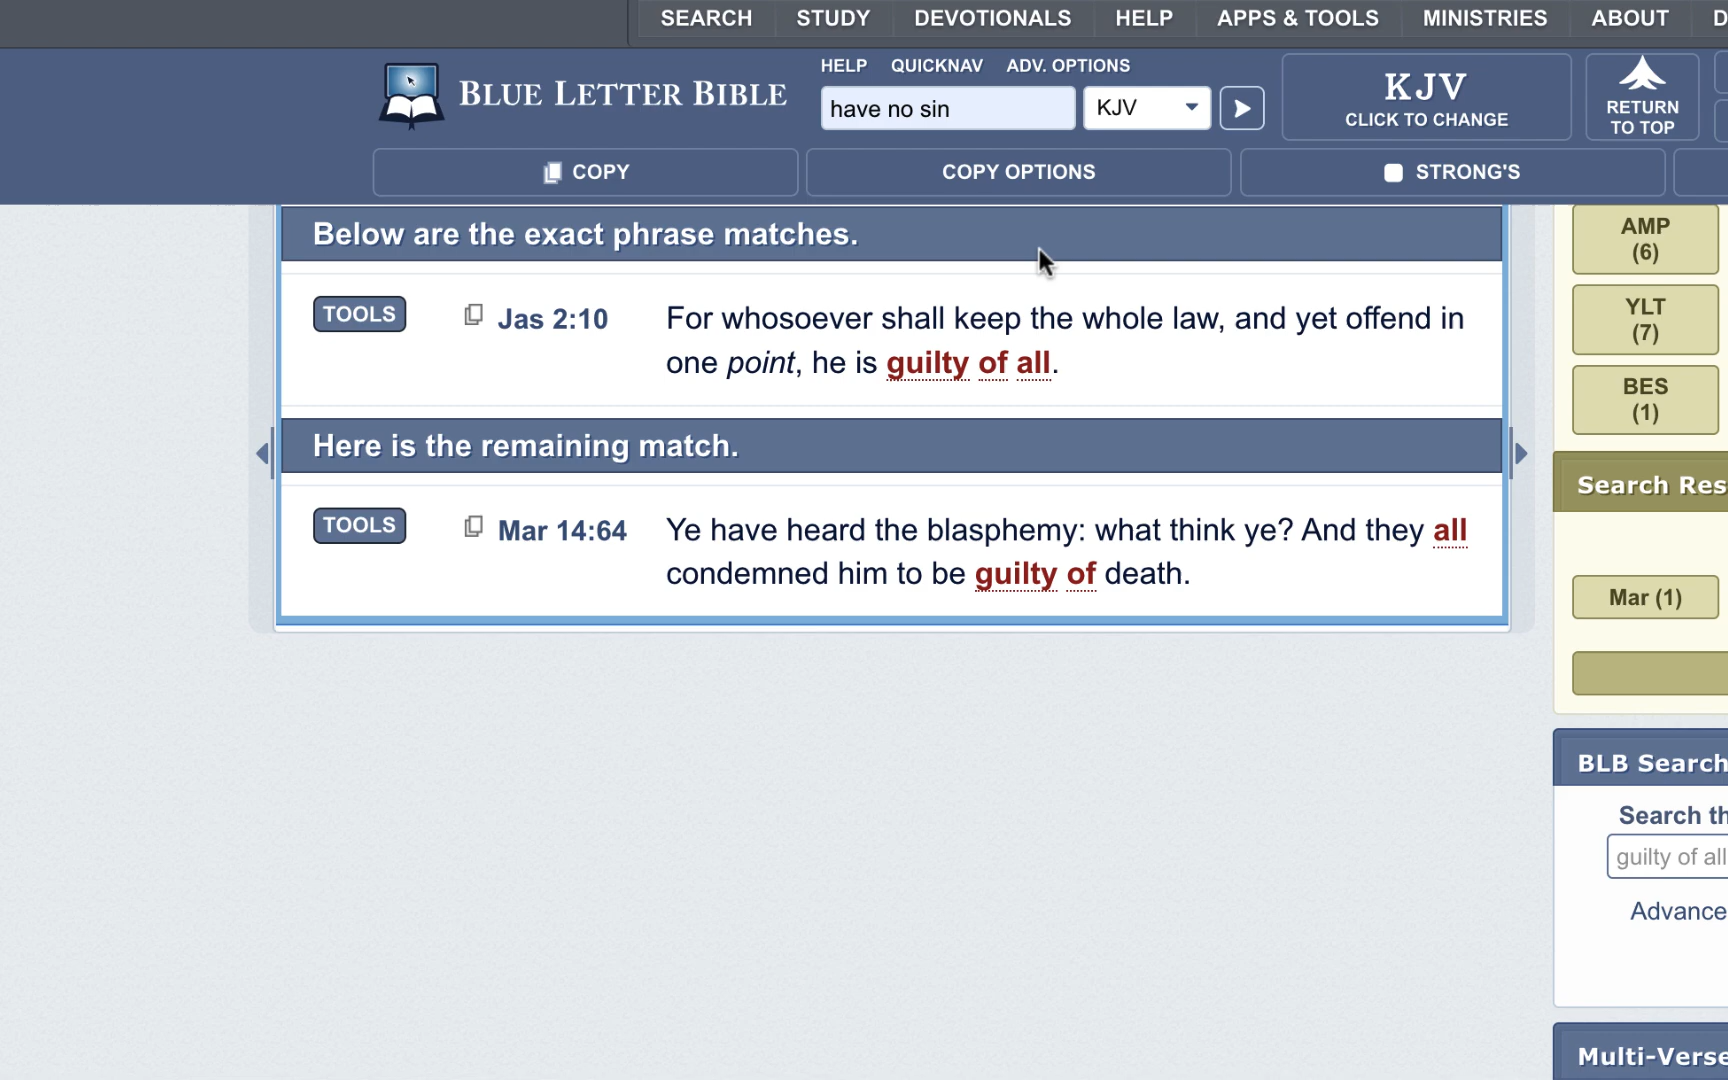 SEARCH STUDY DEVOTIONALS HELP APPS & TOOLS MINISTRIES ABOUT D
HELP QUICKNAV ADV. OPTIONS
BLUE LETTER BIBLE
have no sin KJV
KJV
CLICK TO CHANGE
RETURN
TO TOP
COPY COPY OPTIONS STRONG'S
Below are the exact phrase matches.
TOOLS Jas 2:10 For whosoever shall keep the whole law, and yet offend in
one point, he is guilty of all.
Here is the remaining match.
TOOLS Mar 14:64 Ye have heard the blasphemy: what think ye? And they all
condemned him to be guilty of death.
AMP
(6)
YLT
(7)
BES
(1)
Search Res
Mar (1)
BLB Search
Search th
guilty of all
Advance
Multi-Verse